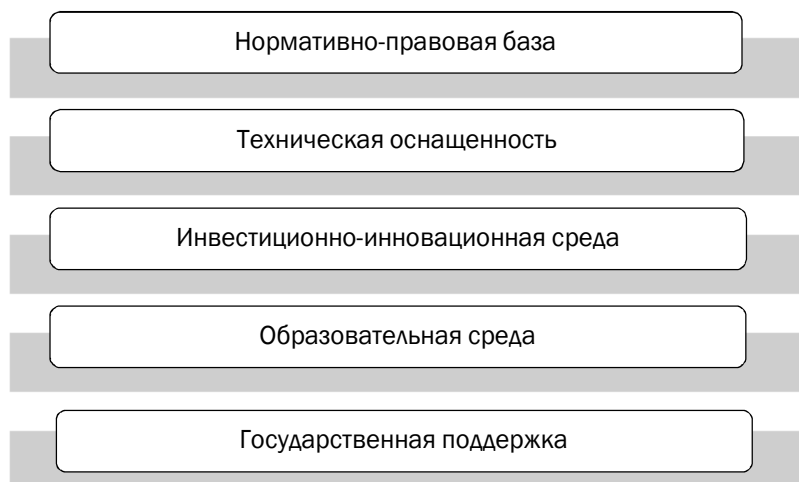 Нормативно-правовая база
Техническая оснащенность
Инвестиционно-инновационная среда
Образовательная среда
Государственная поддержка